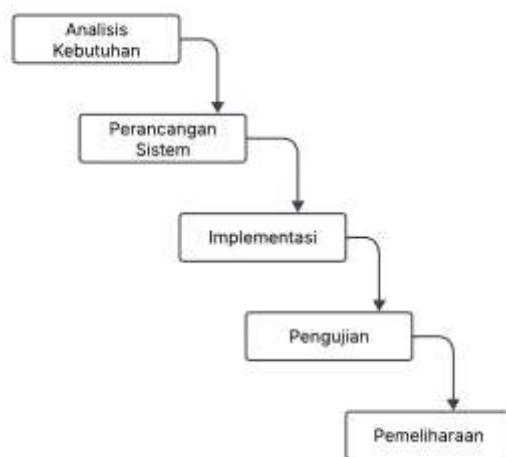 Analisis
Kebutuhan
Perancangan
Sistem
Implementasi
Pengujian
Pemeliharaan